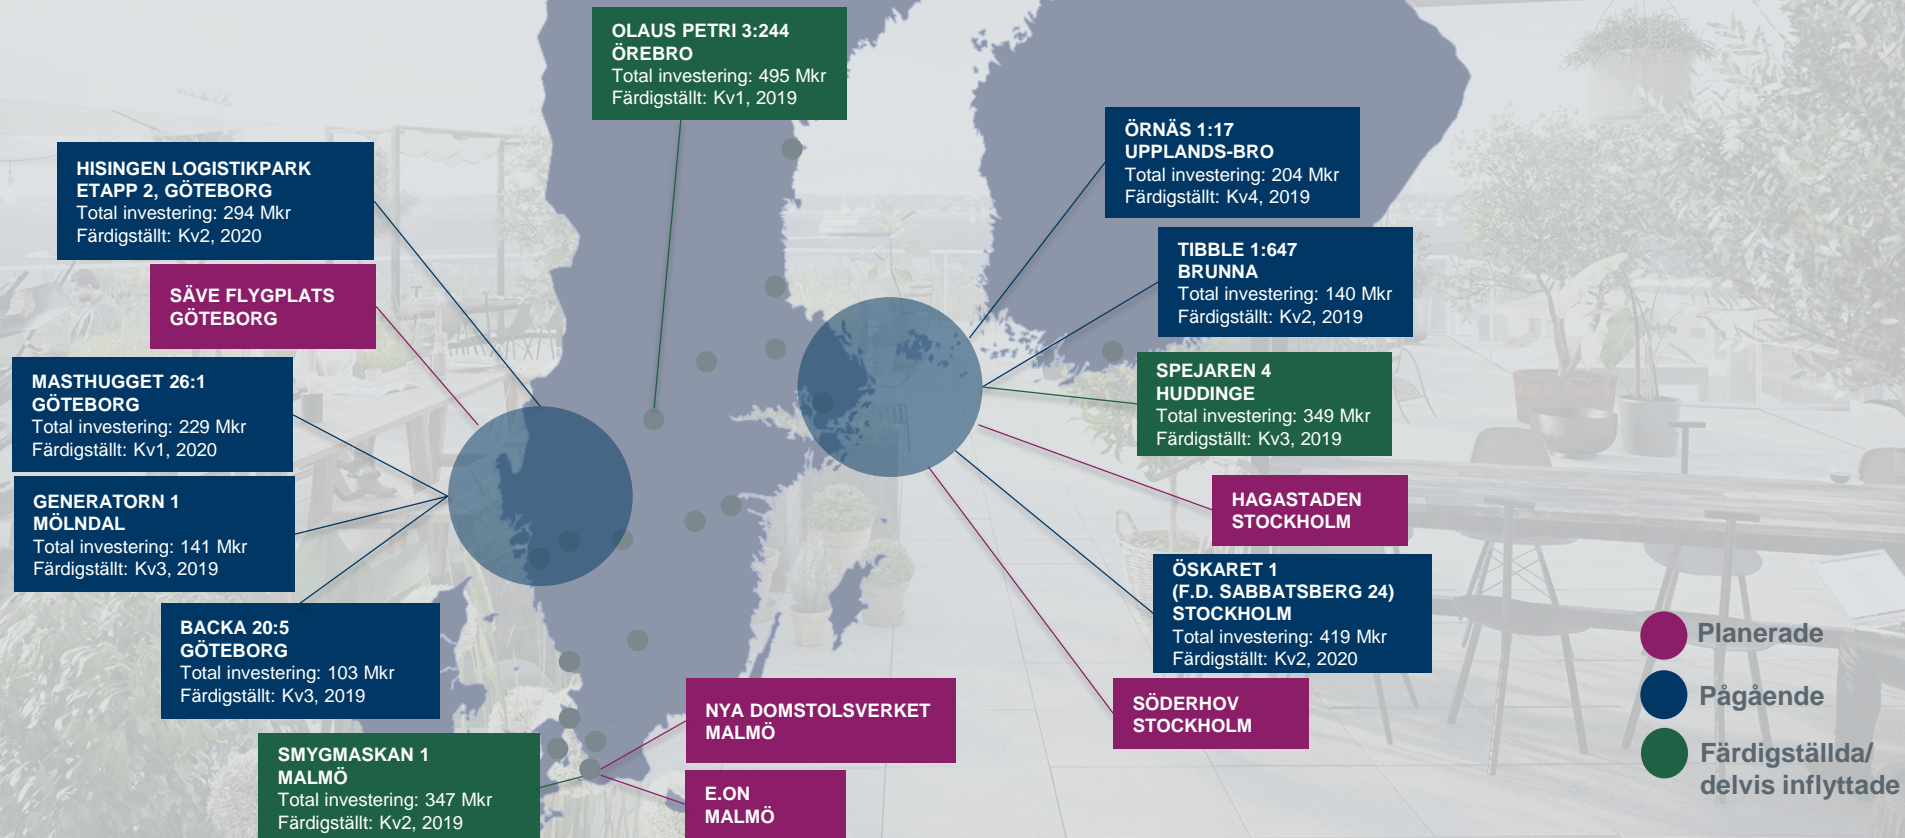 OLAUS PETRI 3:244
ÖREBRO
Total investering: 495 Mkr
Färdigställt: Kv1, 2019
HISINGEN LOGISTIKPARK
ETAPP 2, GÖTEBORG
Total investering: 294 Mkr
Färdigställt: Kv2, 2020
SÄVE FLYGPLATS
GÖTEBORG
MASTHUGGET 26:1
GÖTEBORG
Total investering: 229 Mkr
Färdigställt: Kv1, 2020
GENERATORN 1
MÖLNDAL
Total investering: 141 Mkr
Färdigställt: Kv3, 2019
BACKA 20:5
GÖTEBORG
Total investering: 103 Mkr
Färdigställt: Kv3, 2019
SMYGMASKAN 1
MALMÖ
Total investering: 347 Mkr
Färdigställt: Kv2, 2019
NYA DOMSTOLSVERKET
MALMÖ
E.ON
MALMÖ
ÖRNÄS 1:17
UPPLANDS-BRO
Total investering: 204 Mkr
Färdigställt: Kv4, 2019
TIBBLE 1:647
BRUNNA
Total investering: 140 Mkr
Färdigställt: Kv2, 2019
SPEJAREN 4
HUDDINGE
Total investering: 349 Mkr
Färdigställt: Kv3, 2019
HAGASTADEN
STOCKHOLM
ÖSKARET 1
(F.D. SABBATSBERG 24)
STOCKHOLM
Total investering: 419 Mkr
Färdigställt: Kv2, 2020
SÖDERHOV
STOCKHOLM
Planerade
Pågående
Färdigställda/
delvis inflyttade